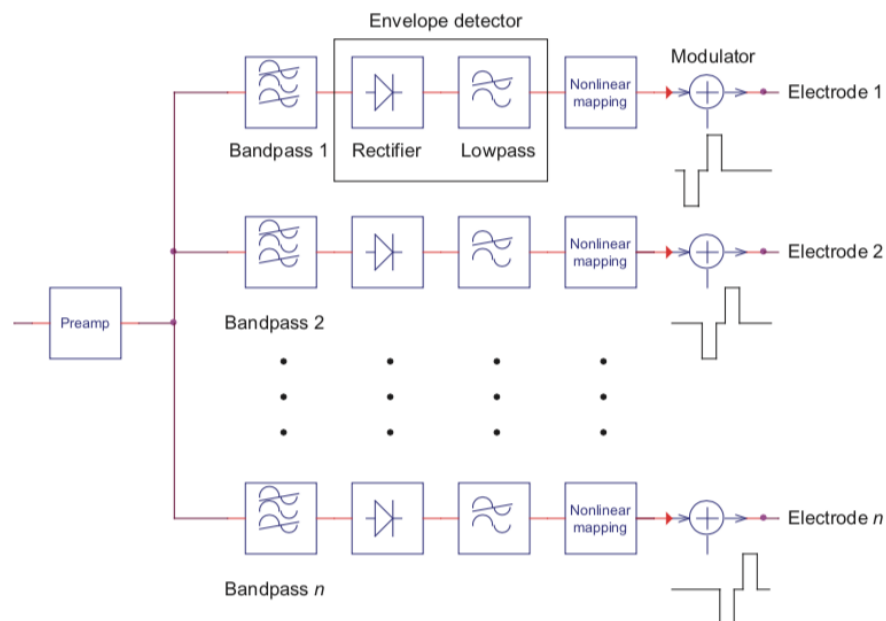 Envelope detector
Modulator
Nonlinear
mapping
Electrode 1
Bandpass 1
Rectifier
Lowpass
Nonlinear
mapping
Electrode 2
Preamp
Bandpass 2
Nonlinear
mapping
Electrode n
Bandpass n